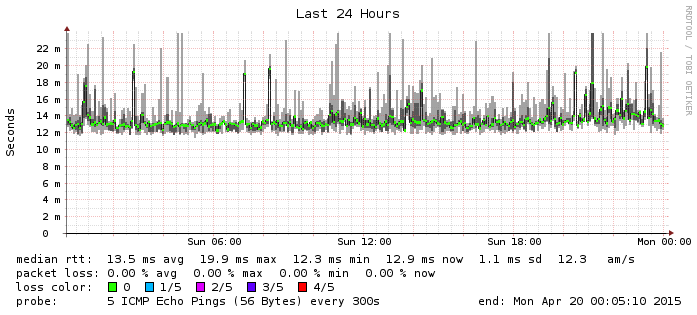 Last 24 Hours
RRDTOOL / TOBI OETIKER
Seconds
22 m
20 m
18 m
16 m
14 m
12 m
10 m
8 m
6 m
4 m
2 m
0
Sun 06:00 Sun 12:00 Sun 18:00 Mon 00:00
median rtt: 13.5 ms avg 19.9 ms max 12.3 ms min 12.9 ms now 1.1 ms sd 12.3 am/s
packet loss: 0.00 % avg 0.00 % max 0.00 % min 0.00 % now
loss color: 0 1/5 2/5 3/5 4/5
probe: 5 ICMP Echo Pings (56 Bytes) every 300s end: Mon Apr 20 00:05:10 2015